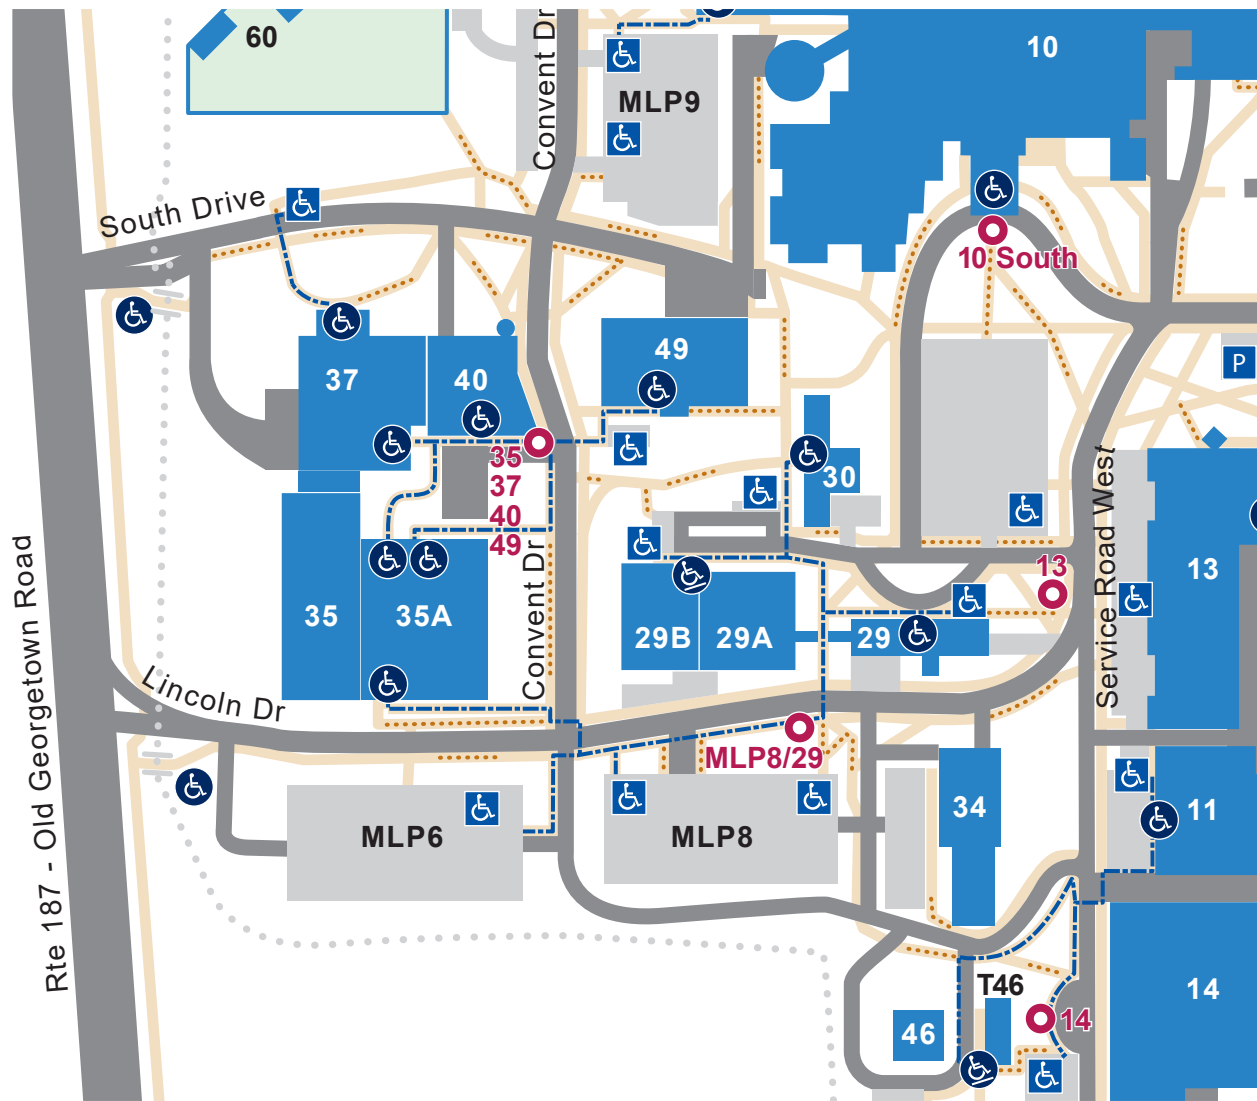 60
Convent Dr
MLP9
10
South Drive
10 South
37
40
49
P
35
37
40
49
30
35
35A
Convent Dr
29B
29A
29
13
13
Service Road West
Rte 187 - Old Georgetown Road
Lincoln Dr
MLP8/29
MLP6
MLP8
34
11
T46
46
14
14